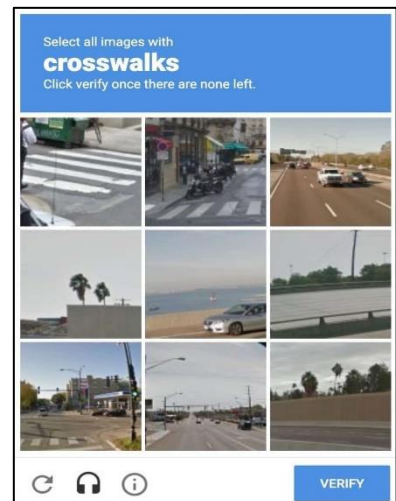 Select all images with
crosswalks
Click verify once there are none left.
VERIFY